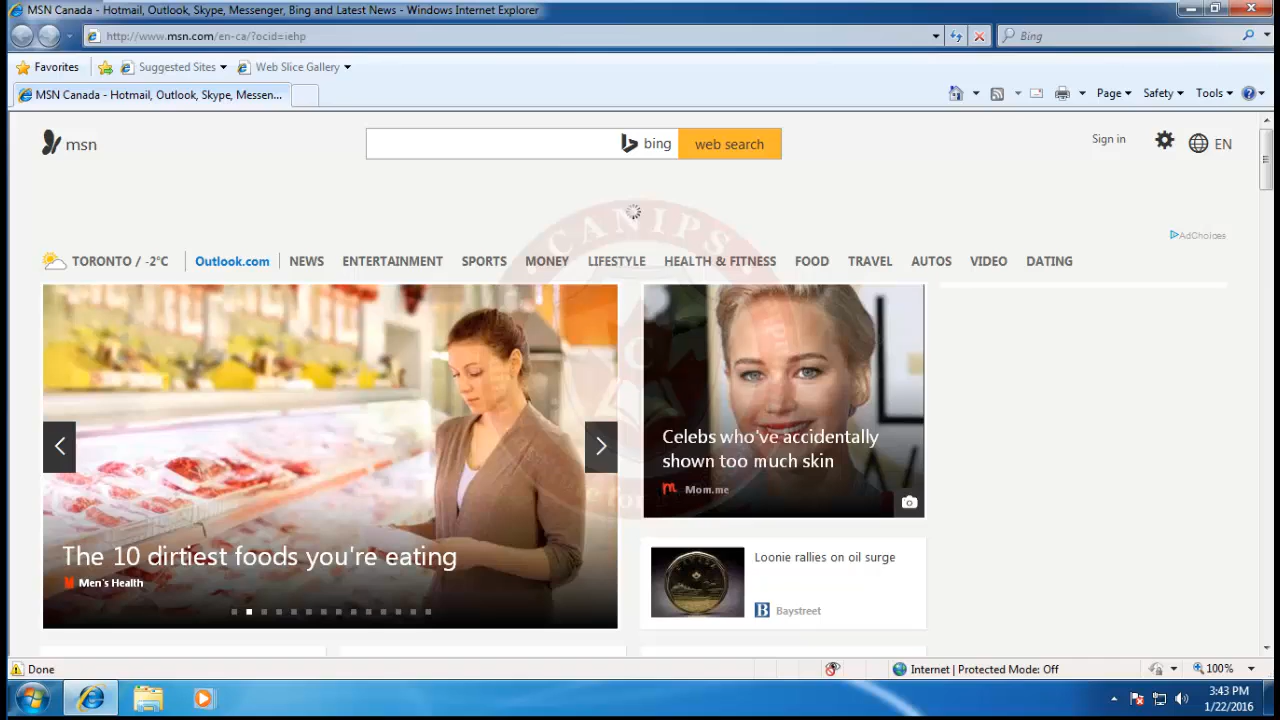 MSN Canada - Hotmail, Outlook, Skype, Messenger, Bing and Latest News - Windows Internet Explorer
http://www.msn.com/en-ca/?ocid=iehp
Bing
Favorites Suggested Sites Web Slice Gallery
MSN Canada - Hotmail, Outlook, Skype, Messen... Page Safety Tools
msn bing web search Sign in EN
CANIPS
AdChoices
TORONTO / -2°C Outlook.com NEWS ENTERTAINMENT SPORTS MONEY LIFESTYLE HEALTH & FITNESS FOOD TRAVEL AUTOS VIDEO DATING
The 10 dirtiest foods you're eating
Men's Health
Celebs who've accidentally
shown too much skin
Mom.me
Loonie rallies on oil surge
B Baystreet
Done Internet | Protected Mode: Off 100%
3:43 PM
1/22/2016